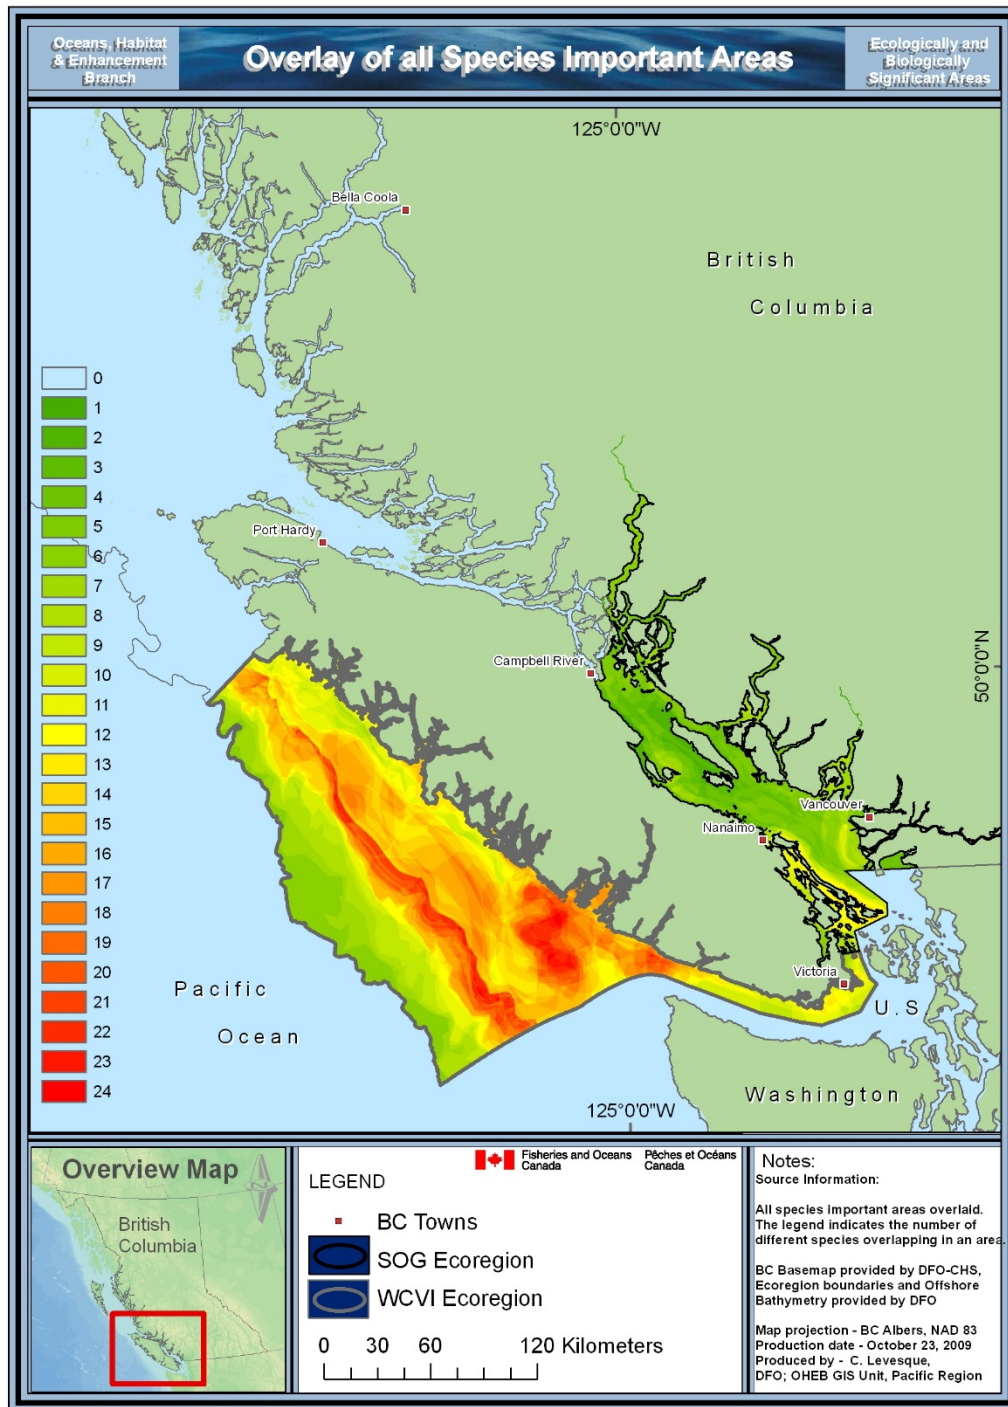 Oceans, Habitat
& Enhancement
Branch
Overlay of all Species Important Areas
Ecologically and
Biologically
Significant Areas
125°0'0"W
Bella Coola
British
Columbia
0
1
2
3
4
5
6
7
8
9
10
11
12
13
14
15
16
17
18
19
20
21
22
23
24
Port Hardy
Campbell River
50°0'0"N
Vancouver
Nanaimo
Victoria
Pacific
Ocean
U.S
Washington
125°0'0"W
Overview Map
British
Columbia
Fisheries and Oceans
Canada
Pêches et Océans
Canada
LEGEND
BC Towns
SOG Ecoregion
WCVI Ecoregion
0 30 60 120 Kilometers
Notes:
Source Information:
All species important areas overlaid.
The legend indicates the number of
different species overlapping in an area.
BC Basemap provided by DFO-CHS,
Ecoregion boundaries and Offshore
Bathymetry provided by DFO
Map projection - BC Albers, NAD 83
Production date - October 23, 2009
Produced by - C. Levesque,
DFO; OHEB GIS Unit, Pacific Region